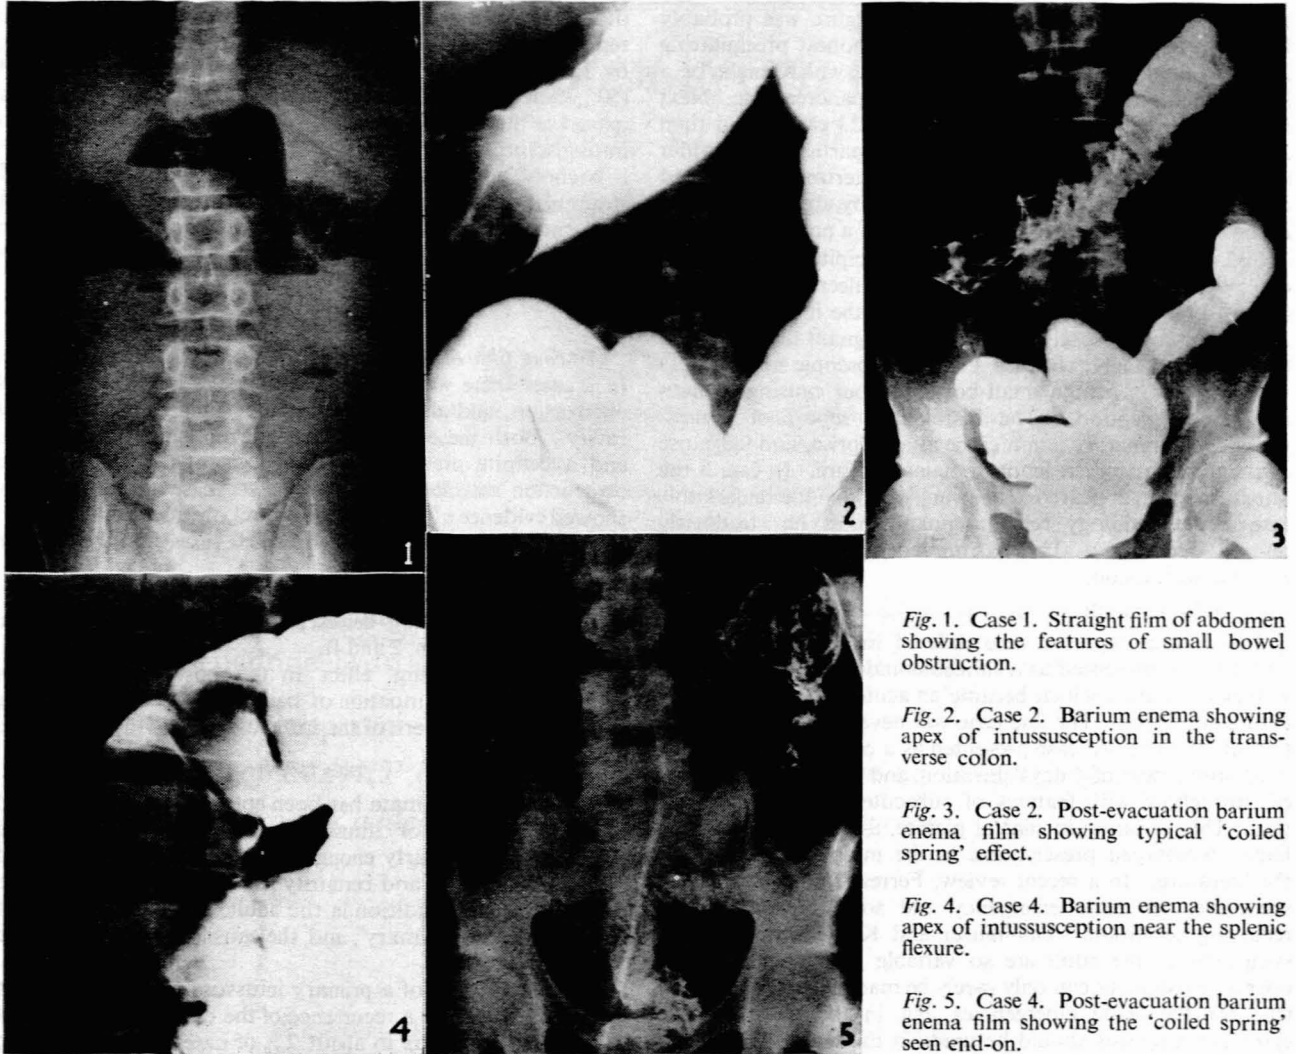 1
2
3
4
5
Fig. 1. Case 1. Straight film of abdomen
showing the features of small bowel
obstruction.
Fig. 2. Case 2. Barium enema showing
apex of intussusception in the trans-
verse colon.
Fig. 3. Case 2. Post-evacuation barium
enema film showing typical ‘coiled
spring’ effect.
Fig. 4. Case 4. Barium enema showing
apex of intussusception near the splenic
flexure.
Fig. 5. Case 4. Post-evacuation barium
enema film showing the ‘coiled spring’
seen end-on.